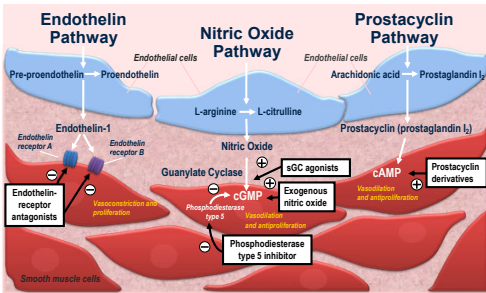 Endothelin
Pathway
Nitric Oxide
Pathway
Prostacyclin
Pathway
Endothelial cells
Endothelial cells
Pre-proendothelin
Proendothelin
Arachidonic acid
Prostaglandin I2
L-arginine
L-citrulline
Endothelin-1
Prostacyclin (prostaglandin I2)
Endothelin
receptor A
Endothelin
receptor B
Nitric Oxide
Guanylate Cyclase
+
sGC agonists
cAMP
Prostacyclin
derivatives
Endothelin-
receptor
antagonists
Vasoconstriction and
proliferation
cGMP
Phosphodiesterase
type 5
Exogenous
nitric oxide
+
Vasodilation
and antiproliferation
+
Vasodilation
and antiproliferation
−
−
−
−
Phosphodiesterase
type 5 inhibitor
Smooth muscle cells